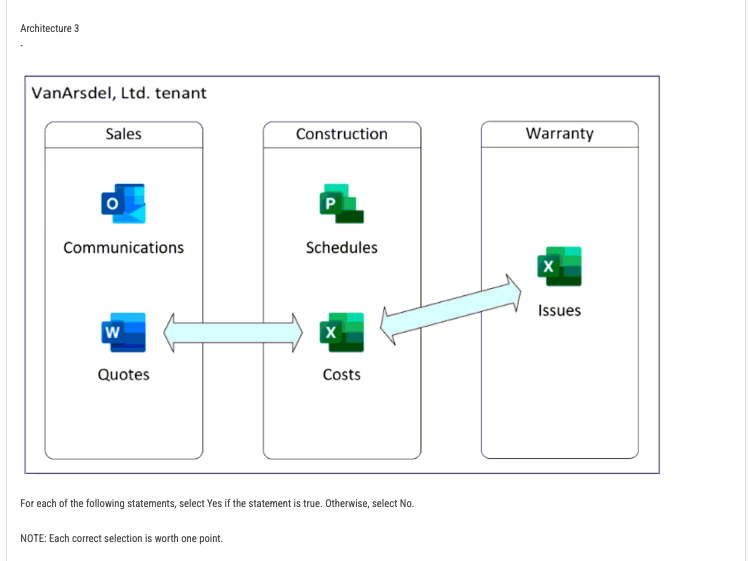 Architecture 3
-
VanArsdel, Ltd. tenant
Sales
Construction
Warranty
O
P
Communications
Schedules
X
Issues
W
X
Quotes
Costs
For each of the following statements, select Yes if the statement is true. Otherwise, select No.
NOTE: Each correct selection is worth one point.